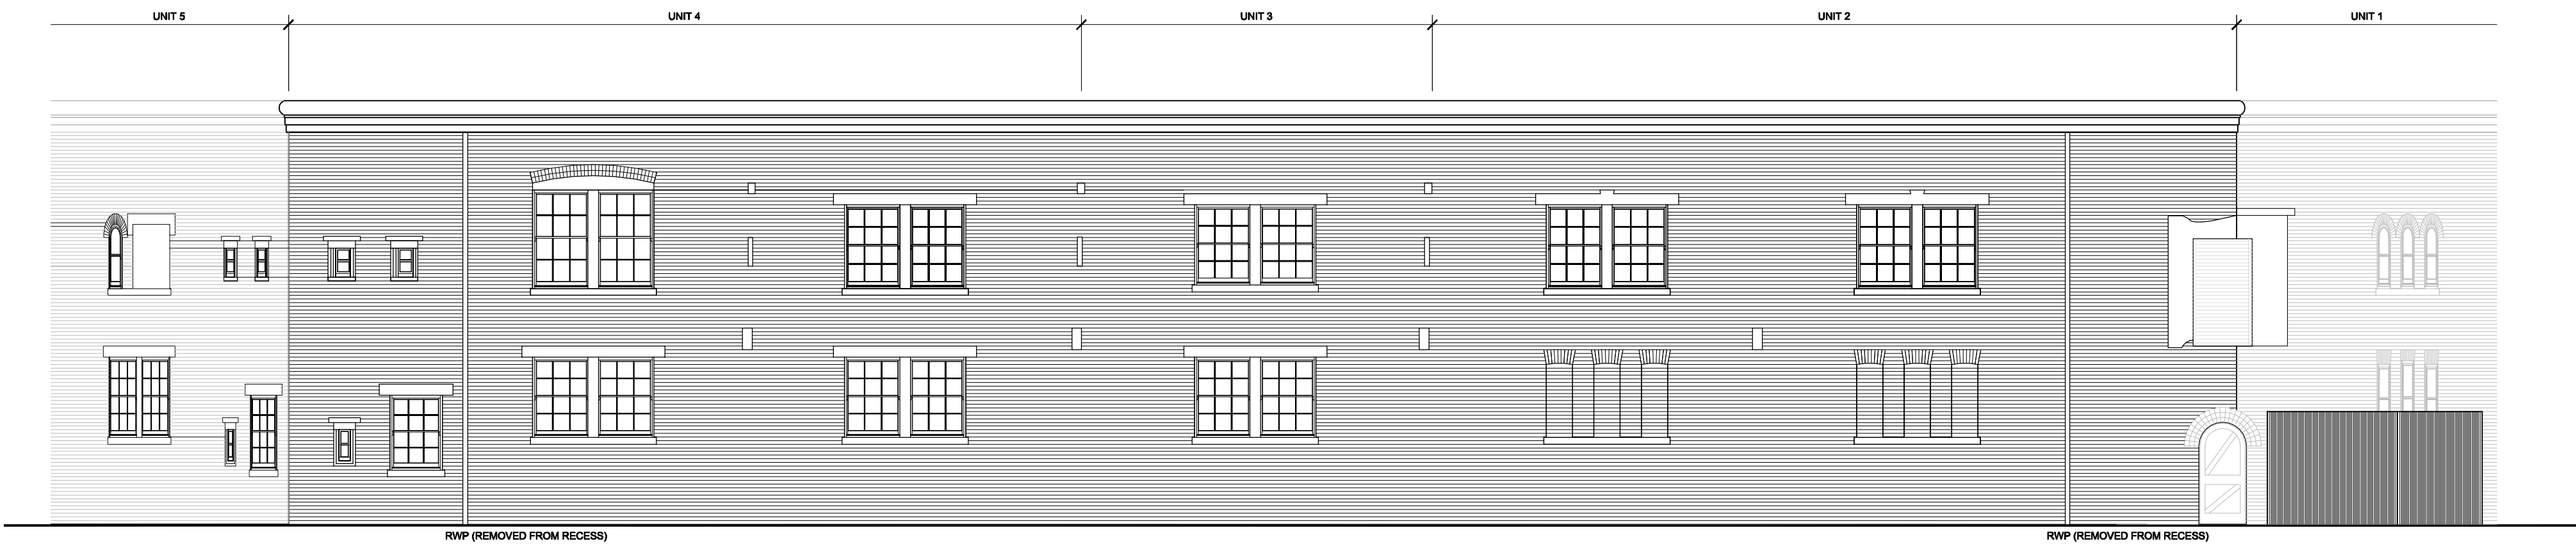 UNIT 5
UNIT 4
UNIT 3
UNIT 2
UNIT 1
RWP (REMOVED FROM RECESS)
RWP (REMOVED FROM RECESS)